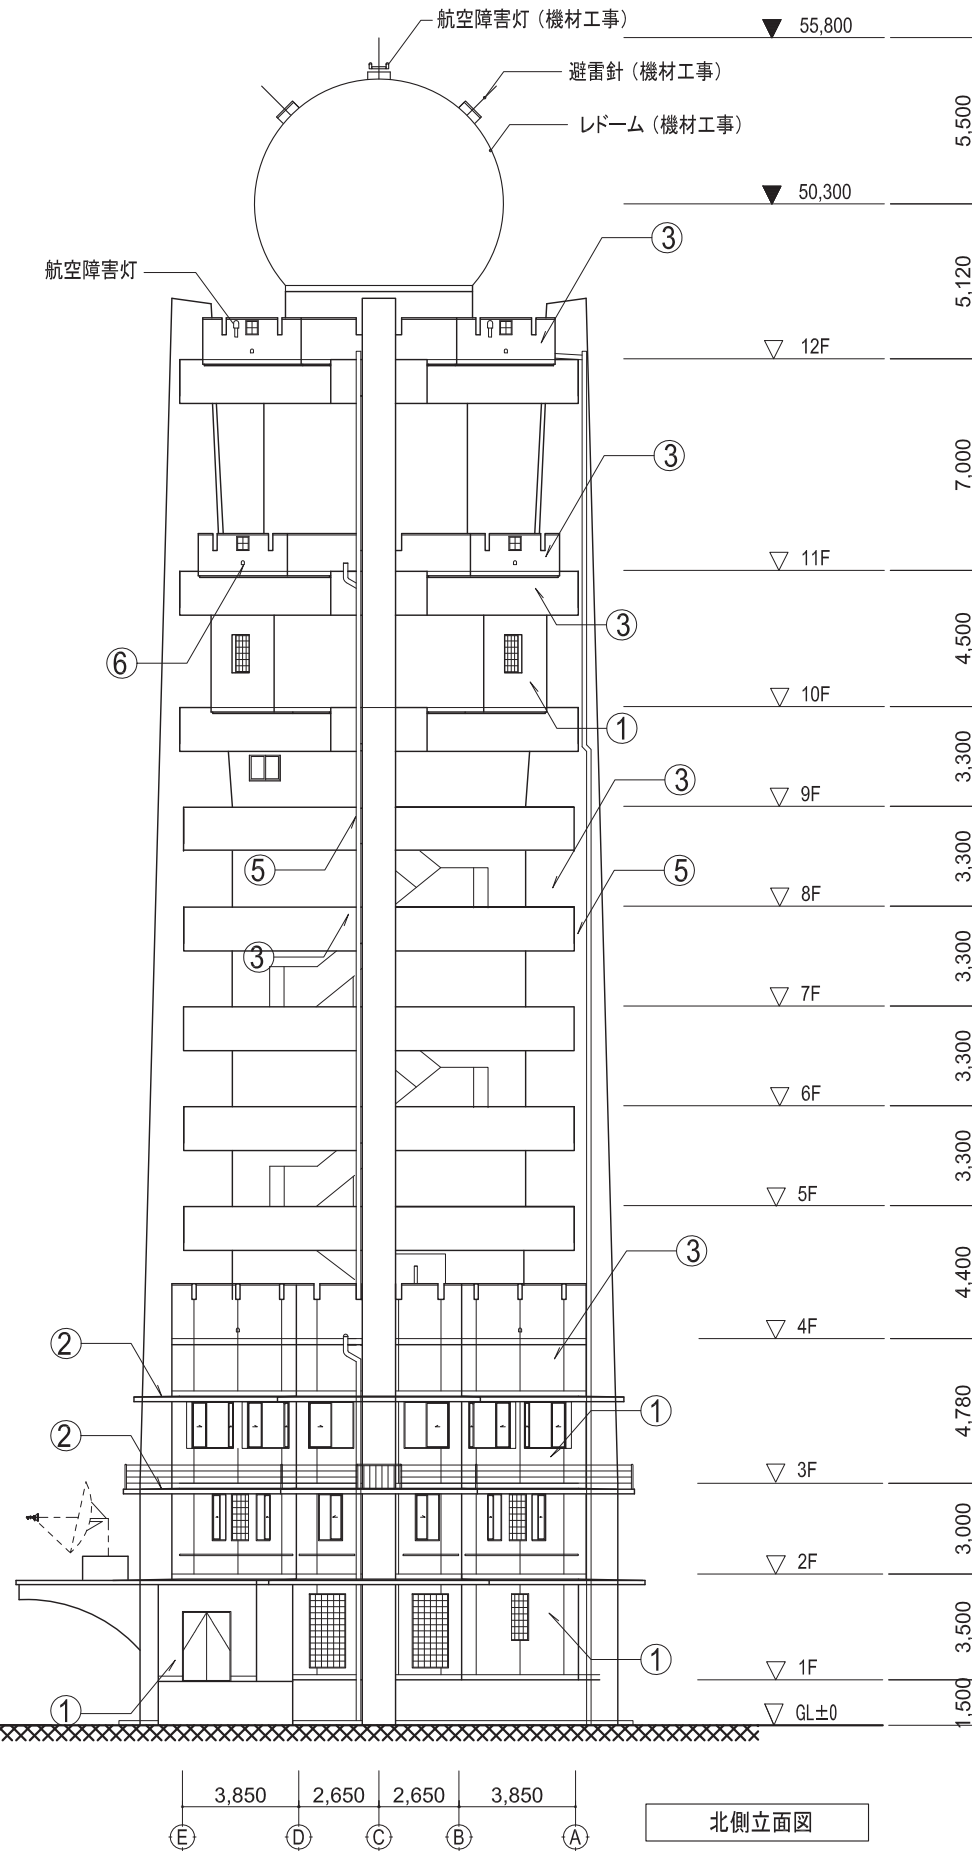 航空障害灯（機材工事）
55,800
避雷針（機材工事）
5,500
レドーム（機材工事）
50,300
③
航空障害灯
5,120
12F
③
7,000
11F
③
⑥
4,500
10F
①
3,300
③
9F
⑤
⑤
3,300
8F
③
3,300
7F
3,300
6F
3,300
5F
③
4,400
4F
②
①
4,780
②
3F
3,000
2F
3,500
①
1F
①
1,500
GL±0
3,850
2,650
2,650
3,850
E
D
C
B
A
北側立面図